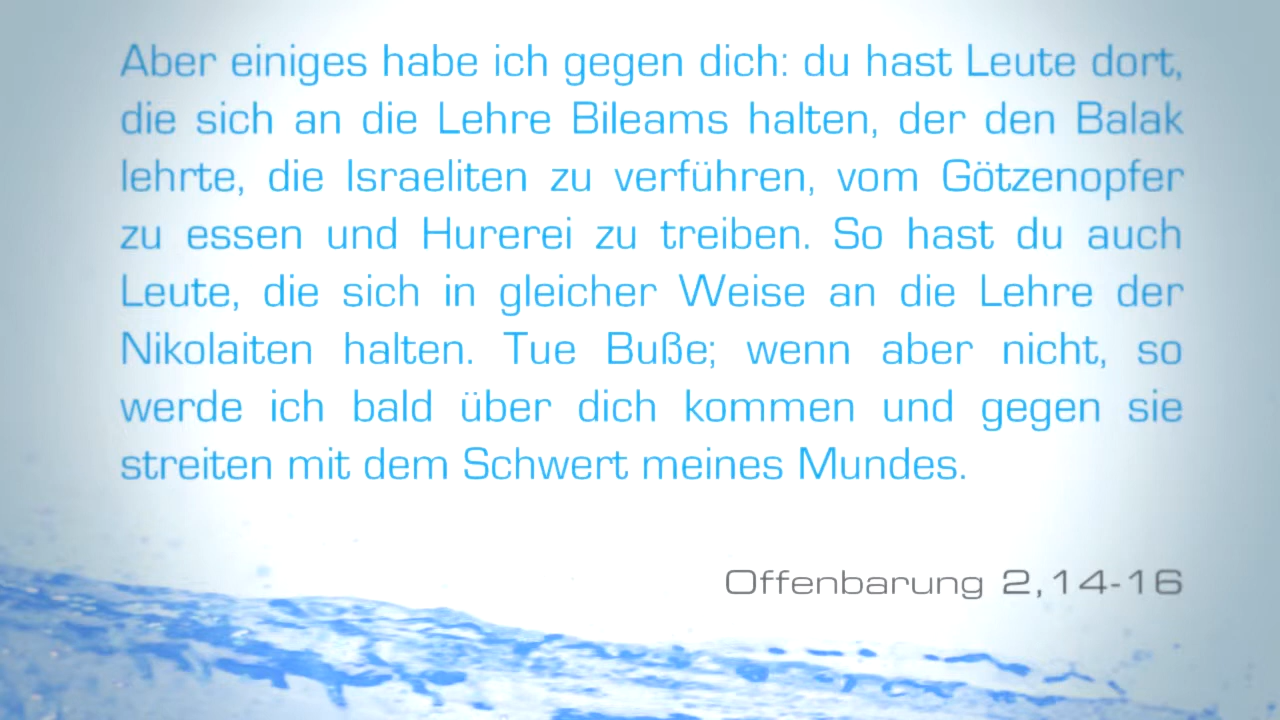 Aber einiges habe ich gegen dich: du hast Leute dort,
die sich an die Lehre Bileams halten, der den Balak
lehrte, die Israeliten zu verführen, vom Götzenopfer
zu essen und Hurerei zu treiben. So hast du auch
Leute, die sich in gleicher Weise an die Lehre der
Nikolaiten halten. Tue Buße; wenn aber nicht, so
werde ich bald über dich kommen und gegen sie
streiten mit dem Schwert meines Mundes.
Offenbarung 2,14-16